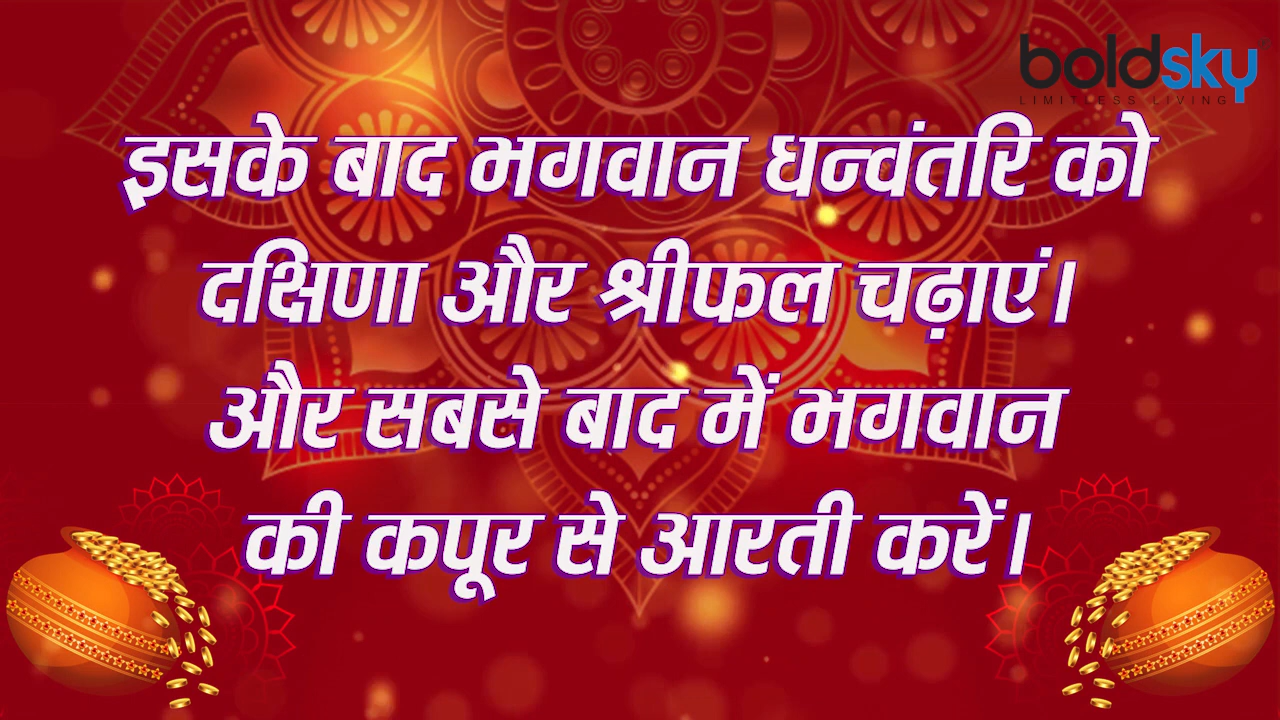 boldsky
LIMITLESS LIVING
इसके बाद भगवान धन्वंतरि को
दक्षिणा और श्रीफल चढ़ाएं।
और सबसे बाद में भगवान
की कपूर से आरती करें।